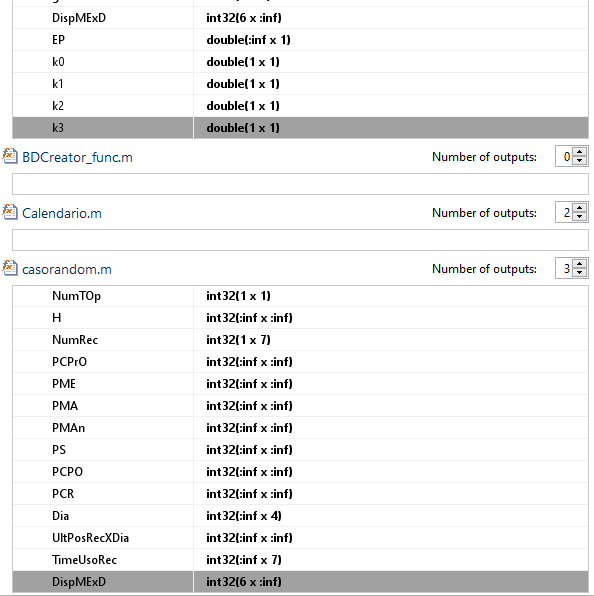 DispMExD int32(6 x :inf)
EP double(:inf x 1)
k0 double(1 x 1)
k1 double(1 x 1)
k2 double(1 x 1)
k3 double(1 x 1)
BDCreator_func.m Number of outputs: 0
Calendario.m Number of outputs: 2
casorandom.m Number of outputs: 3
NumTOp int32(1 x 1)
H int32(:inf x :inf)
NumRec int32(1 x 7)
PCPrO int32(:inf x :inf)
PME int32(:inf x :inf)
PMA int32(:inf x :inf)
PMAn int32(:inf x :inf)
PS int32(:inf x :inf)
PCPO int32(:inf x :inf)
PCR int32(:inf x :inf)
Dia int32(:inf x 4)
UltPosRecXDia int32(:inf x :inf)
TimeUsoRec int32(:inf x 7)
DispMExD int32(6 x :inf)